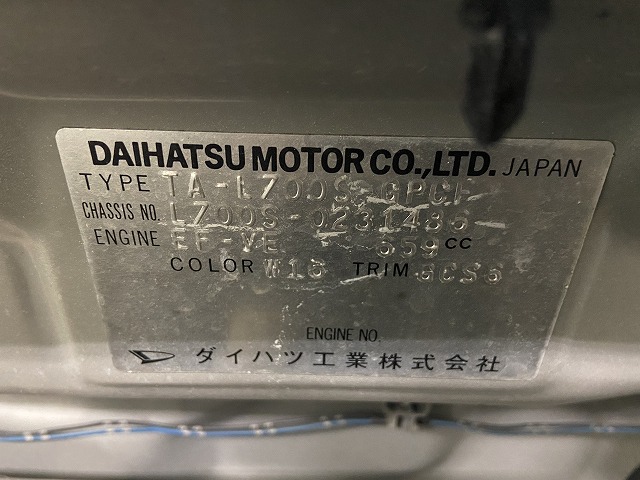 DAIHATSU MOTOR CO.,LTD. JAPAN
TYPE TA-L700S-GPCF
CHASSIS NO. L700S-0231486
ENGINE EF-VE 659 CC
COLOR W16 TRIM 6CS6
ENGINE NO.
ダイハツ工業株式会社